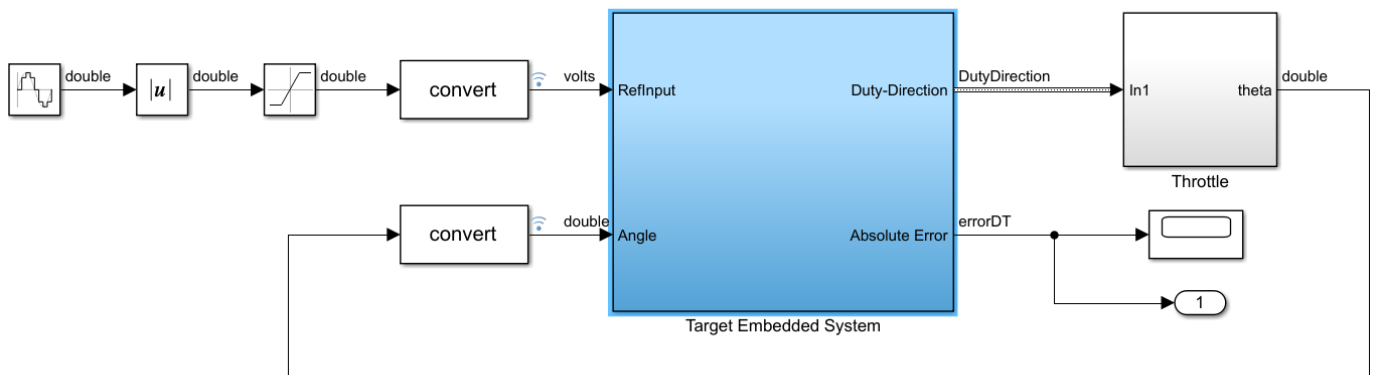 double
double
double
convert
volts
RefInput
Duty-Direction
DutyDirection
In1
theta
double
Throttle
|u|
convert
double
Angle
Absolute Error
errorDT
1
Target Embedded System